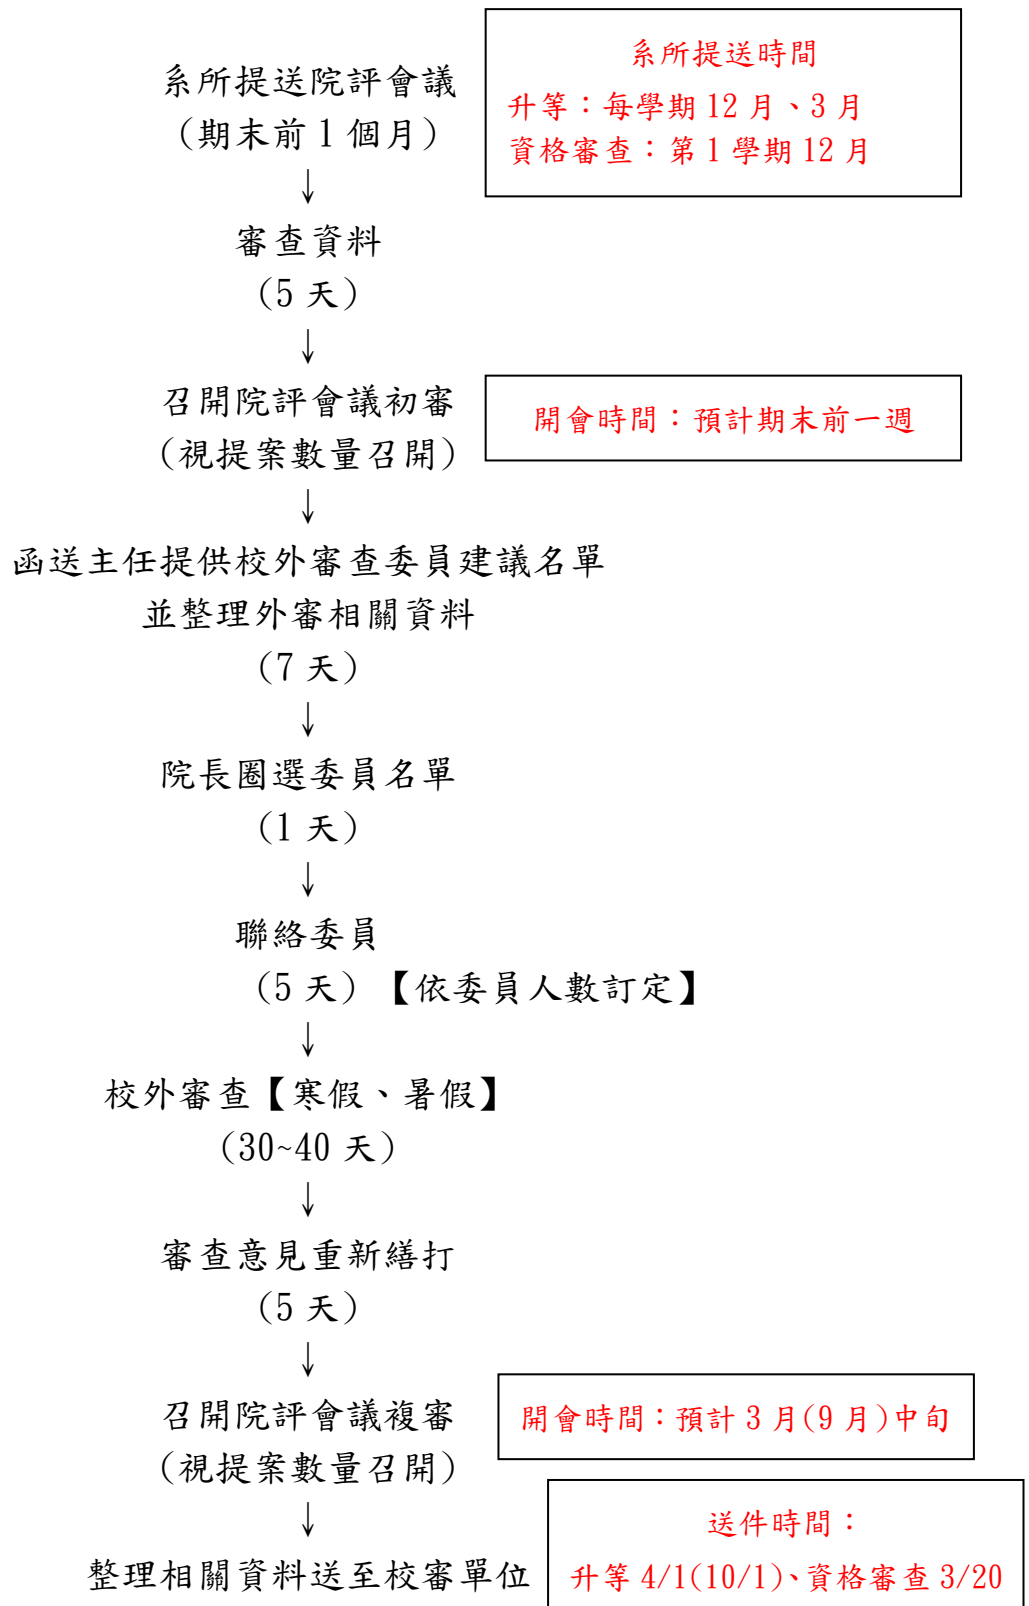 系所提送院評會議
(期末前 1 個月)
系所提送時間
升等：每學期 12 月、3 月
資格審查：第 1 學期 12 月
↓
審查資料
(5 天)
↓
召開院評會議初審
(視提案數量召開)
開會時間：預計期末前一週
↓
函送主任提供校外審查委員建議名單
並整理外審相關資料
(7 天)
↓
院長圈選委員名單
(1 天)
↓
聯絡委員
(5 天)【依委員人數訂定】
↓
校外審查【寒假、暑假】
(30~40 天)
↓
審查意見重新繕打
(5 天)
↓
召開院評會議複審
(視提案數量召開)
開會時間：預計 3 月(9 月)中旬
↓
整理相關資料送至校審單位
送件時間：
升等 4/1(10/1)、資格審查 3/20